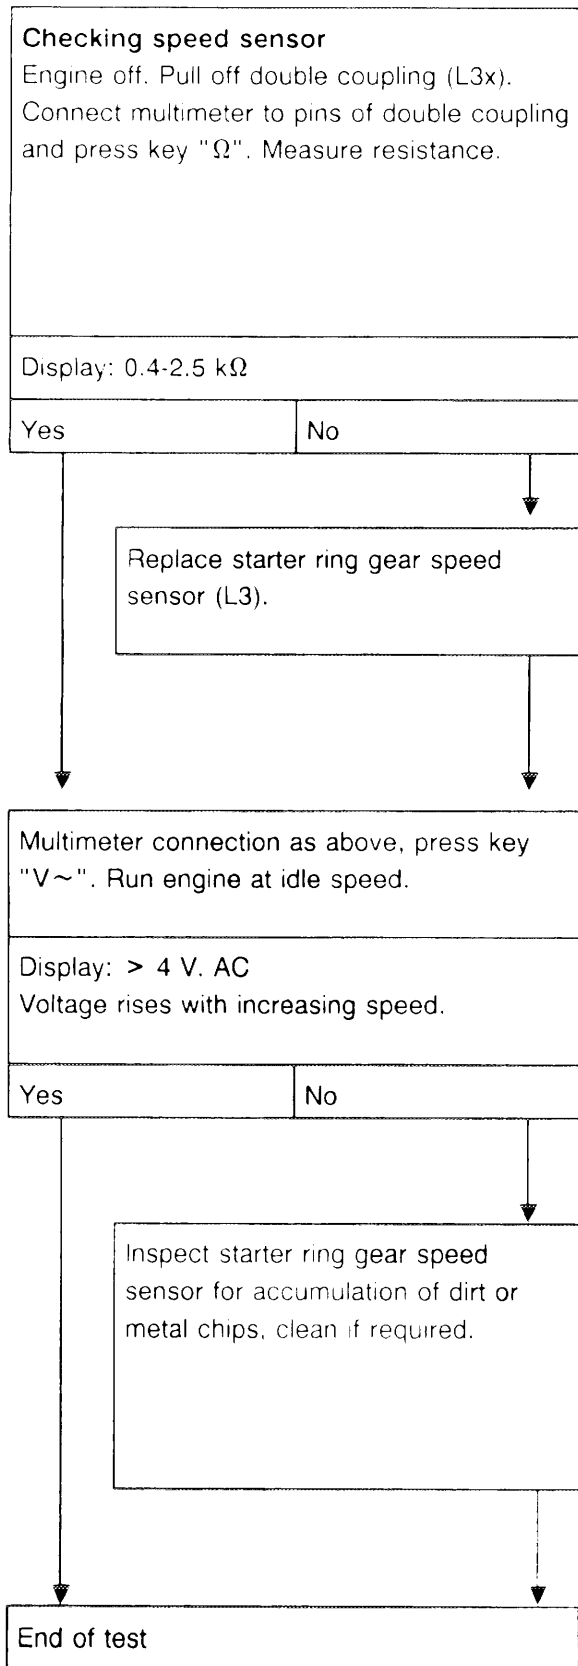 Checking speed sensor
Engine off. Pull off double coupling (L3x).
Connect multimeter to pins of double coupling
and press key "Ω". Measure resistance.
Display: 0.4-2.5 kΩ
Yes
No
Replace starter ring gear speed
sensor (L3).
Multimeter connection as above, press key
"V~". Run engine at idle speed.
Display: > 4 V. AC
Voltage rises with increasing speed.
Yes
No
Inspect starter ring gear speed
sensor for accumulation of dirt or
metal chips, clean if required.
End of test